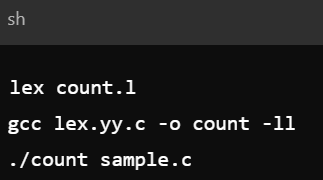 sh
lex count.l
gcc lex.yy.c -o count -ll
./count sample.c